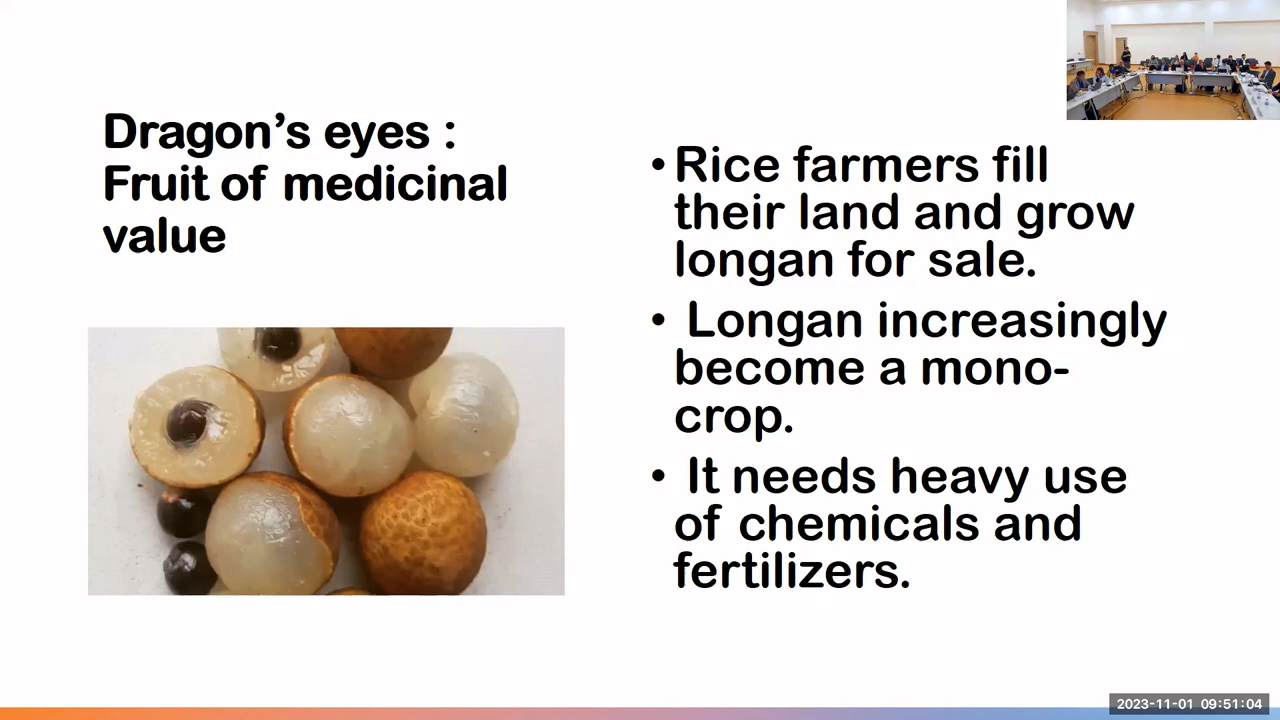 Dragon's eyes :
Fruit of medicinal
value
• Rice farmers fill
their land and grow
longan for sale.
• Longan increasingly
become a mono-
crop.
• It needs heavy use
of chemicals and
fertilizers.
2023-11-01 09:51:04